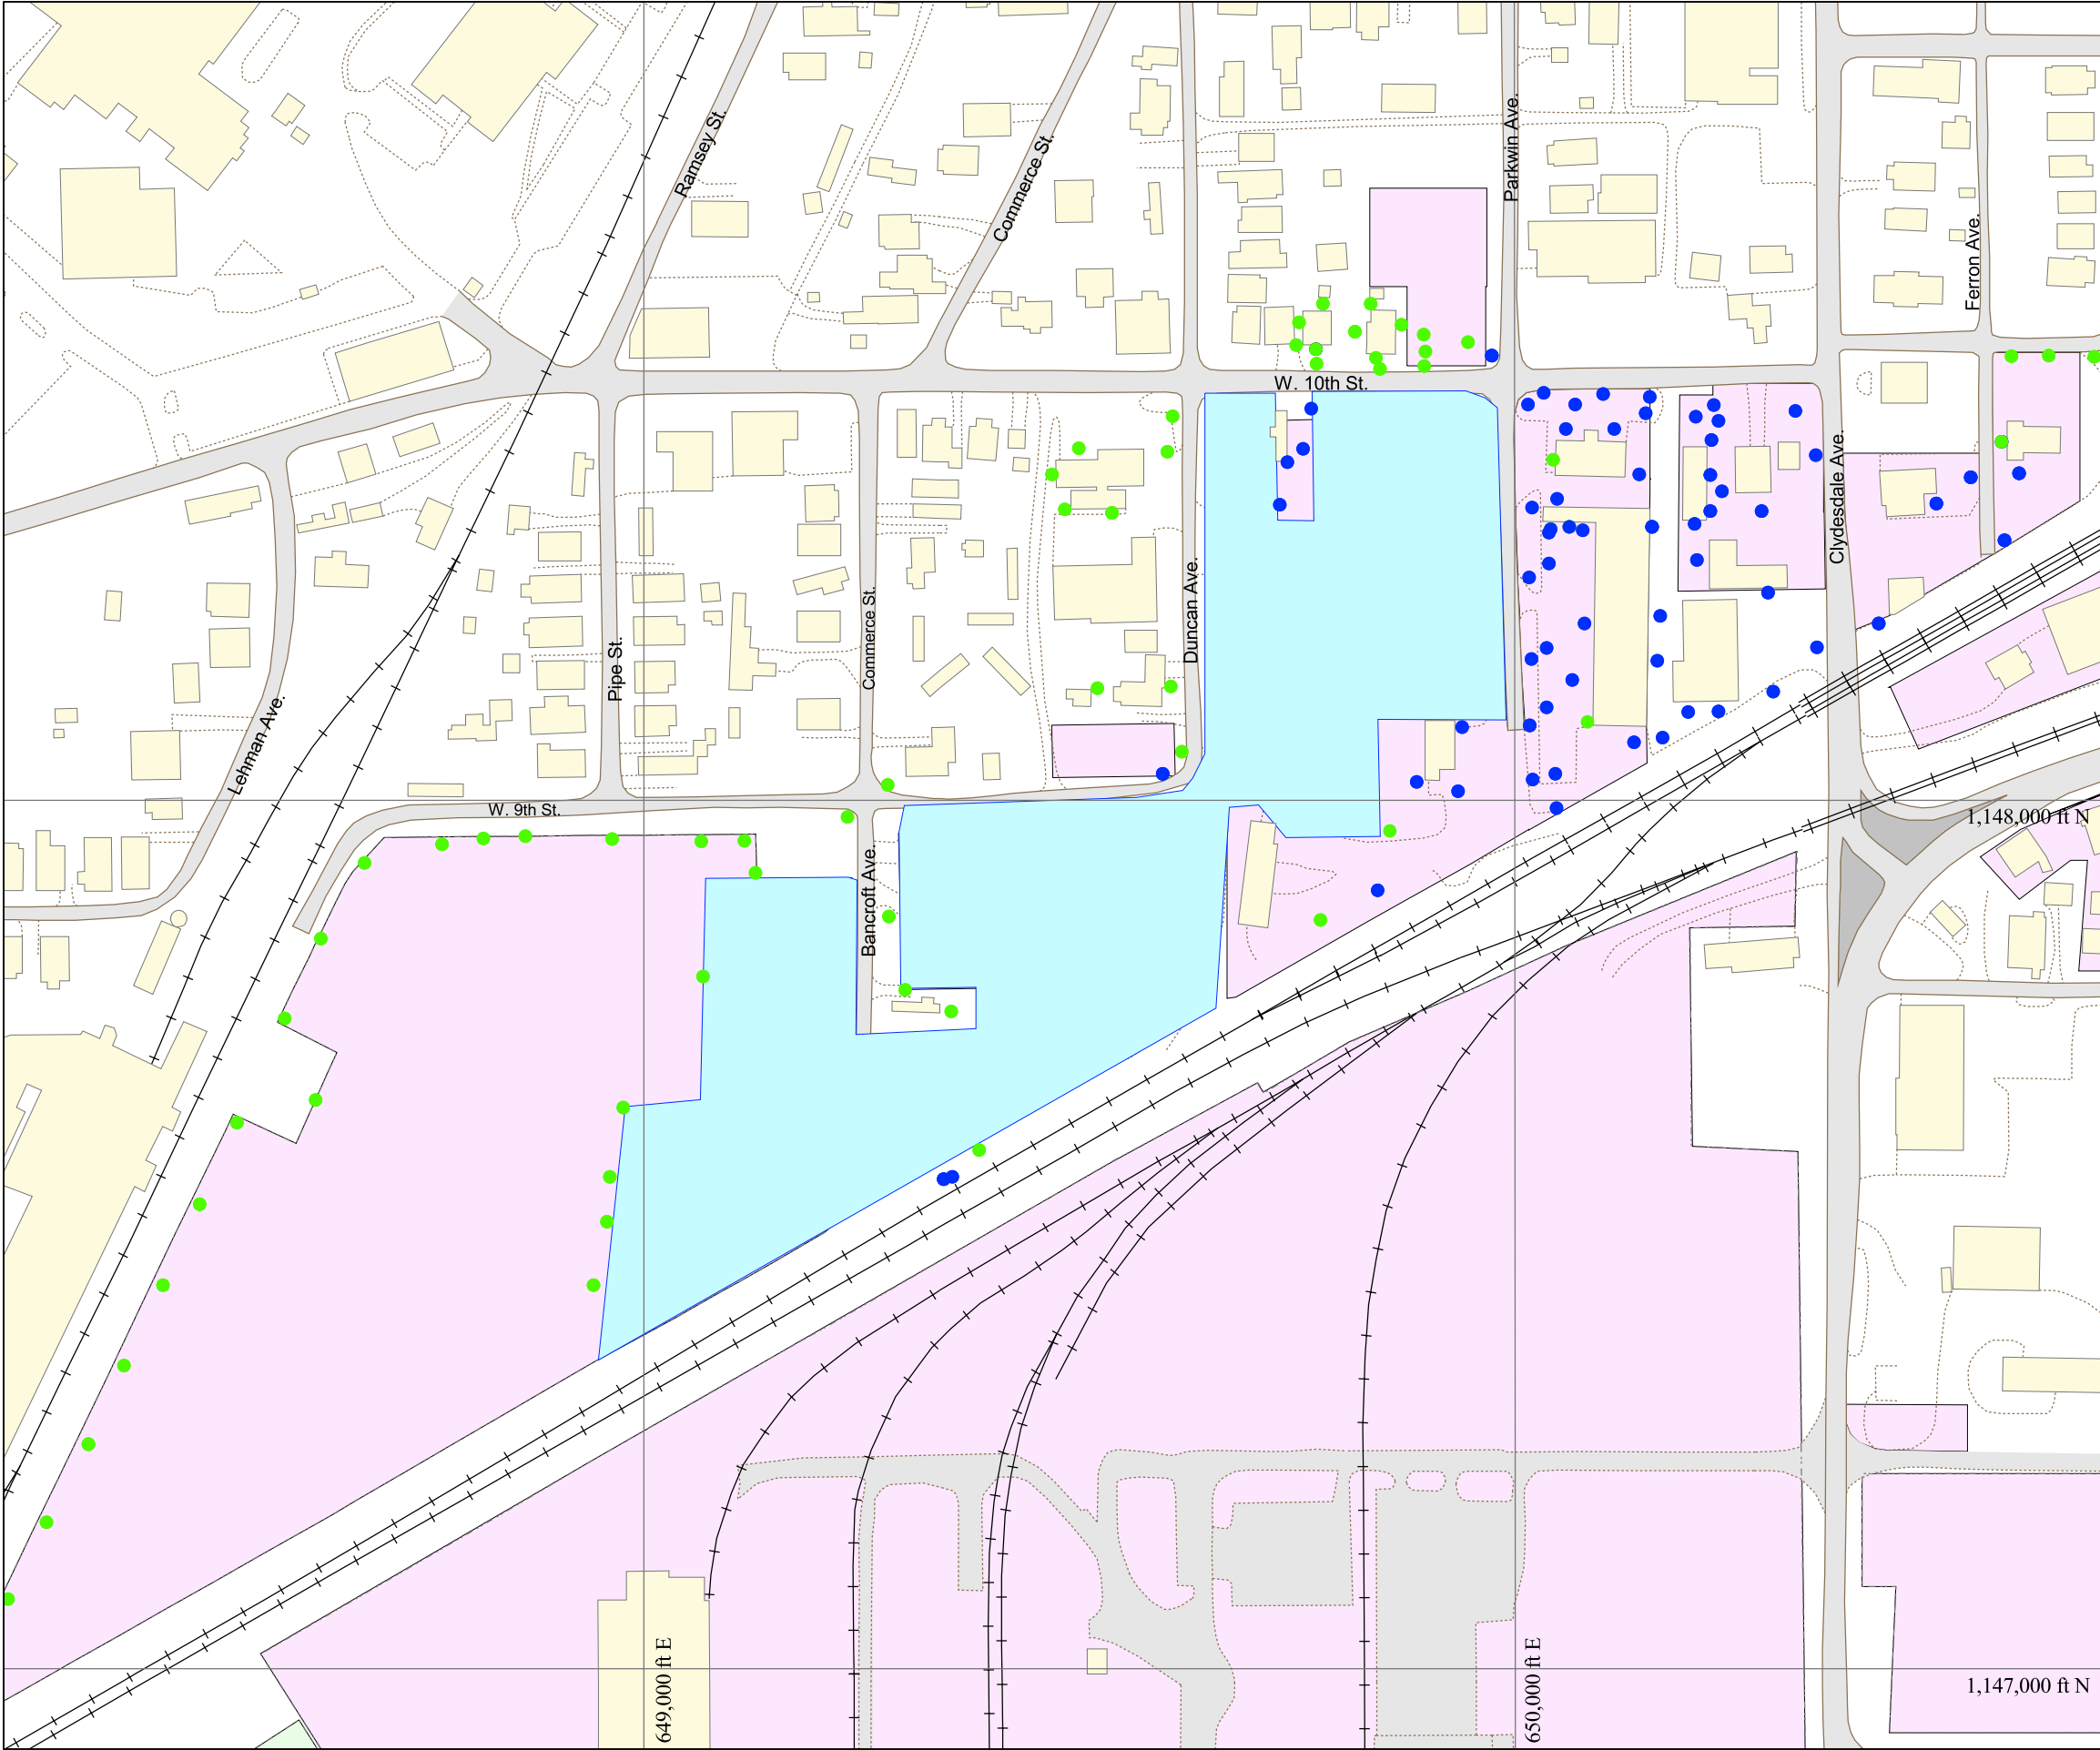 Ramsey St.
Commerce St.
Parkwin Ave.
Ferron Ave.
W. 10th St.
Clydesdale Ave.
Duncan Ave.
Commerce St.
Pipe St.
Lehman Ave.
W. 9th St.
1,148,000 ft N
Bancroft Ave.
649,000 ft E
650,000 ft E
1,147,000 ft N